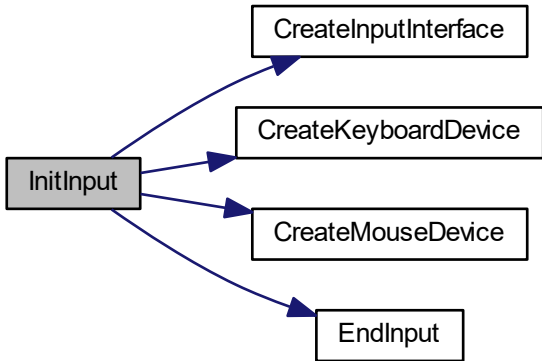 CreateInputInterface
CreateKeyboardDevice
InitInput
CreateMouseDevice
EndInput